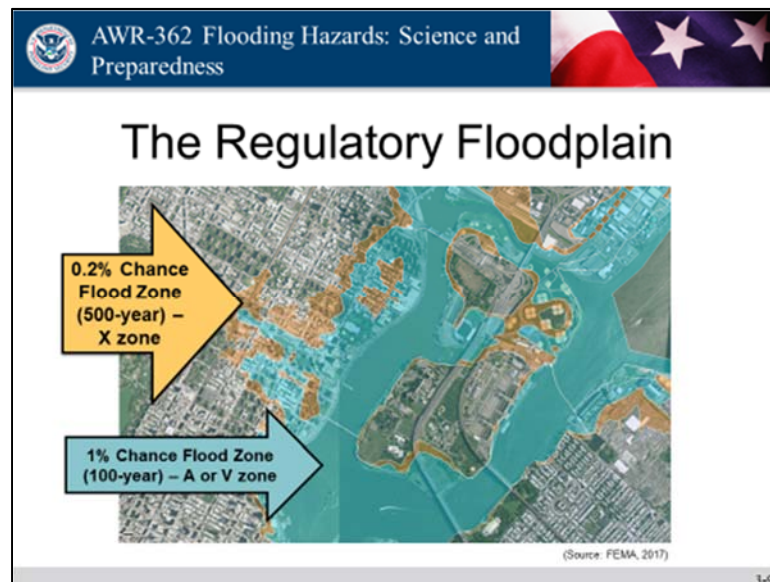 AWR-362 Flooding Hazards: Science and
Preparedness
The Regulatory Floodplain
0.2% Chance
Flood Zone
(500-year) –
X zone
1% Chance Flood Zone
(100-year) – A or V zone
(Source: FEMA, 2017)